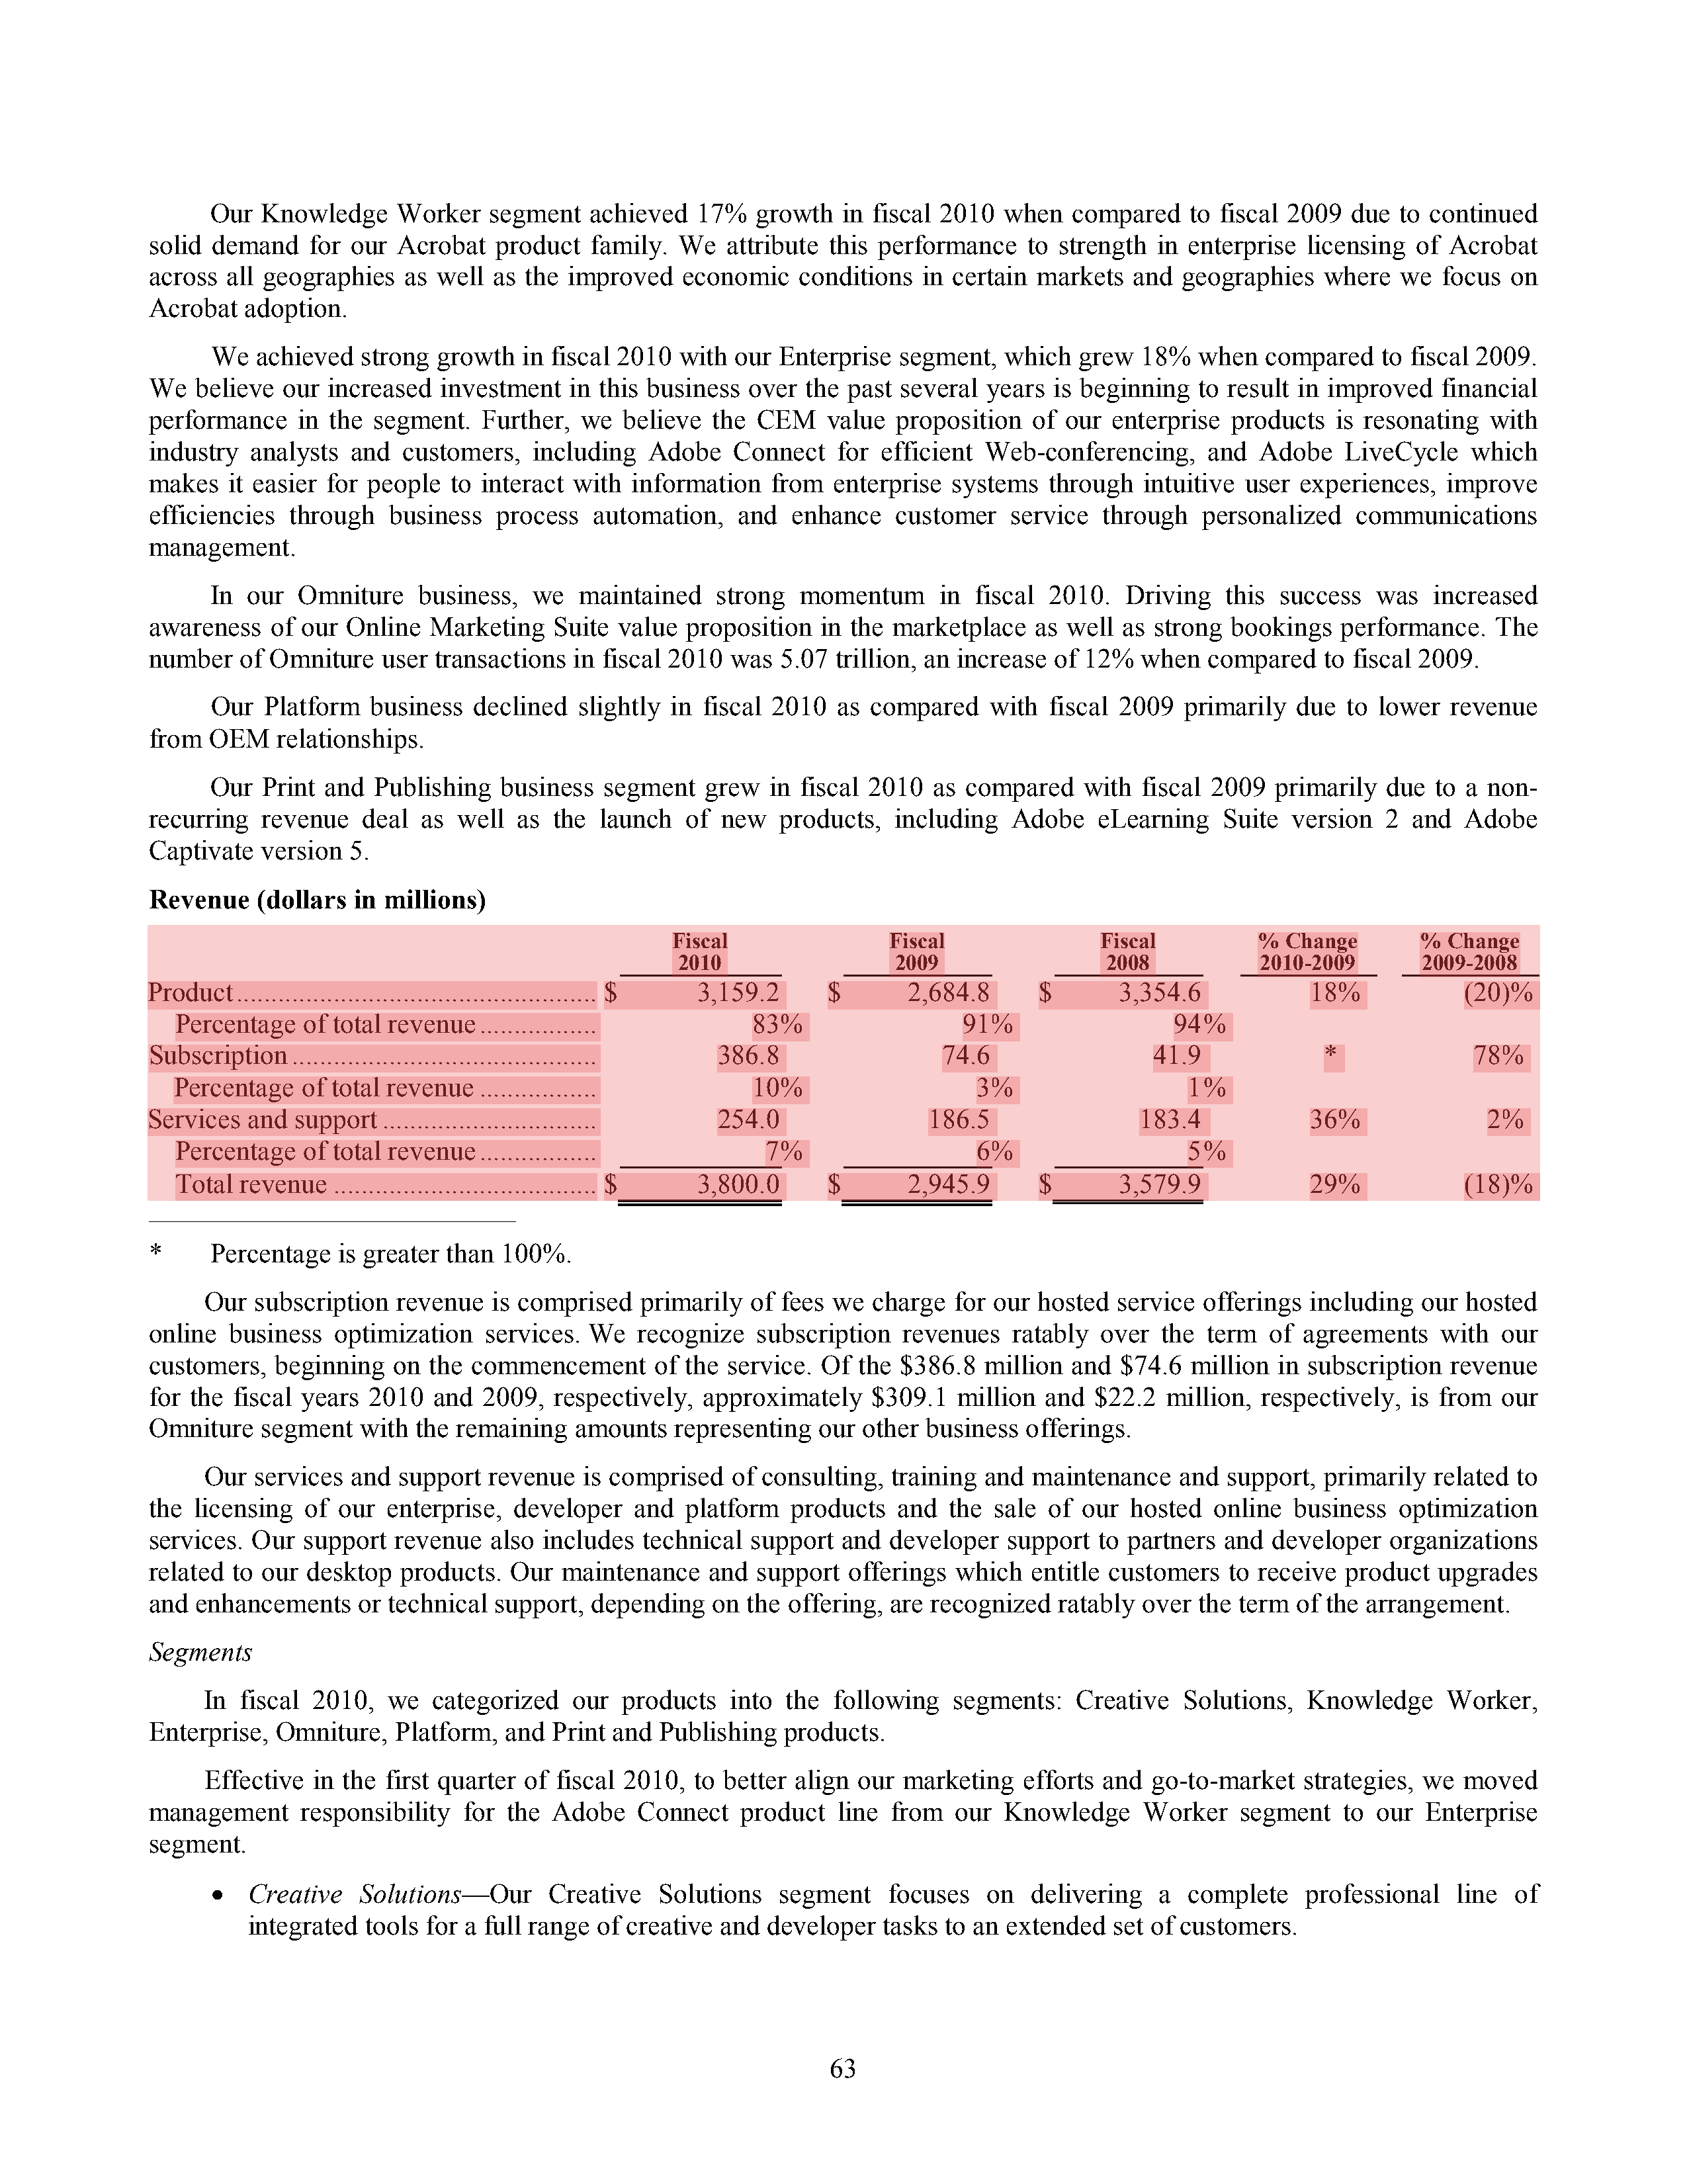 Our Knowledge Worker segment achieved 17% growth in fiscal 2010 when compared to fiscal 2009 due to continued
solid demand for our Acrobat product family. We attribute this performance to strength in enterprise licensing of Acrobat
across all geographies as well as the improved economic conditions in certain markets and geographies where we focus on
Acrobat adoption.
We achieved strong growth in fiscal 2010 with our Enterprise segment, which grew 18% when compared to fiscal 2009.
We believe our increased investment in this business over the past several years is beginning to result in improved financial
performance in the segment. Further, we believe the CEM value proposition of our enterprise products is resonating with
industry analysts and customers, including Adobe Connect for efficient Web-conferencing, and Adobe LiveCycle which
makes it easier for people to interact with information from enterprise systems through intuitive user experiences, improve
efficiencies through business process automation, and enhance customer service through personalized communications
management.
In our Omniture business, we maintained strong momentum in fiscal 2010. Driving this success was increased
awareness of our Online Marketing Suite value proposition in the marketplace as well as strong bookings performance. The
number of Omniture user transactions in fiscal 2010 was 5.07 trillion, an increase of 12% when compared to fiscal 2009.
Our Platform business declined slightly in fiscal 2010 as compared with fiscal 2009 primarily due to lower revenue
from OEM relationships.
Our Print and Publishing business segment grew in fiscal 2010 as compared with fiscal 2009 primarily due to a non-
recurring revenue deal as well as the launch of new products, including Adobe eLearning Suite version 2 and Adobe
Captivate version 5.
Revenue (dollars in millions)
Fiscal Fiscal Fiscal % Change % Change
2010 2009 2008 2010-2009 2009-2008
Product.................................................... $ 3,159.2 $ 2,684.8 $ 3,354.6 18% (20)%
Percentage of total revenue ................. 83% 91% 94%
Subscription ............................................ 386.8 74.6 41.9 * 78%
Percentage of total revenue ................. 10% 3% 1%
Services and support ............................... 254.0 186.5 183.4 36% 2%
Percentage of total revenue ................. 7% 6% 5%
Total revenue ...................................... $ 3,800.0 $ 2,945.9 $ 3,579.9 29% (18)%
* Percentage is greater than 100%.
Our subscription revenue is comprised primarily of fees we charge for our hosted service offerings including our hosted
online business optimization services. We recognize subscription revenues ratably over the term of agreements with our
customers, beginning on the commencement of the service. Of the $386.8 million and $74.6 million in subscription revenue
for the fiscal years 2010 and 2009, respectively, approximately $309.1 million and $22.2 million, respectively, is from our
Omniture segment with the remaining amounts representing our other business offerings.
Our services and support revenue is comprised of consulting, training and maintenance and support, primarily related to
the licensing of our enterprise, developer and platform products and the sale of our hosted online business optimization
services. Our support revenue also includes technical support and developer support to partners and developer organizations
related to our desktop products. Our maintenance and support offerings which entitle customers to receive product upgrades
and enhancements or technical support, depending on the offering, are recognized ratably over the term of the arrangement.
Segments
In fiscal 2010, we categorized our products into the following segments: Creative Solutions, Knowledge Worker,
Enterprise, Omniture, Platform, and Print and Publishing products.
Effective in the first quarter of fiscal 2010, to better align our marketing efforts and go-to-market strategies, we moved
management responsibility for the Adobe Connect product line from our Knowledge Worker segment to our Enterprise
segment.
• Creative Solutions—Our Creative Solutions segment focuses on delivering a complete professional line of
integrated tools for a full range of creative and developer tasks to an extended set of customers.
63